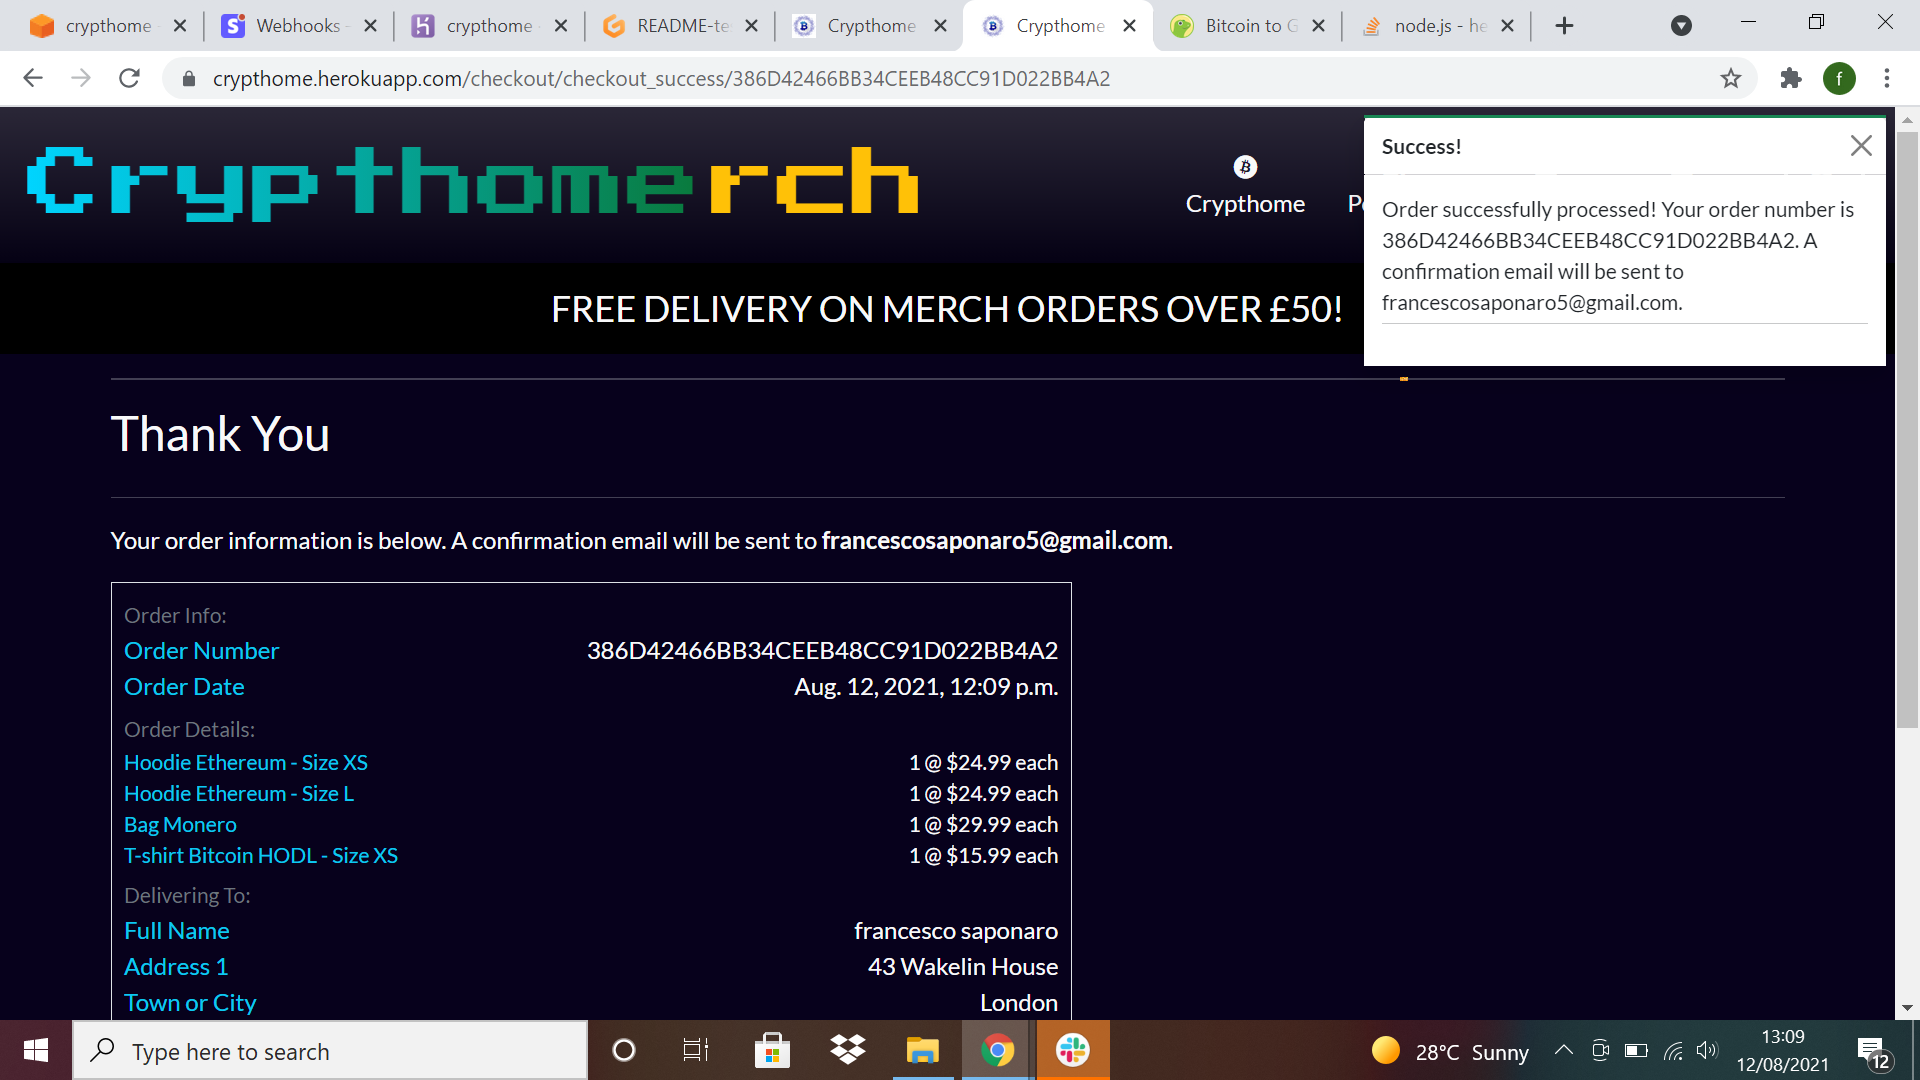 crypthome
Webhooks -
crypthome
README-te
Crypthome
Crypthome
Bitcoin to G
node.js - he
crypthome.herokuapp.com/checkout/checkout_success/386D42466BB34CEEB48CC91D022BB4A2
f
Crypthomerch
Crypthome
Success!
Order successfully processed! Your order number is
386D42466BB34CEEB48CC91D022BB4A2. A
confirmation email will be sent to
francescosaponaro5@gmail.com.
FREE DELIVERY ON MERCH ORDERS OVER £50!
Thank You
Your order information is below. A confirmation email will be sent to francescosaponaro5@gmail.com.
Order Info:
Order Number 386D42466BB34CEEB48CC91D022BB4A2
Order Date Aug. 12, 2021, 12:09 p.m.
Order Details:
Hoodie Ethereum - Size XS 1 @ $24.99 each
Hoodie Ethereum - Size L 1 @ $24.99 each
Bag Monero 1 @ $29.99 each
T-shirt Bitcoin HODL - Size XS 1 @ $15.99 each
Delivering To:
Full Name francesco saponaro
Address 1 43 Wakelin House
Town or City London
Type here to search
28°C Sunny
13:09
12/08/2021
12